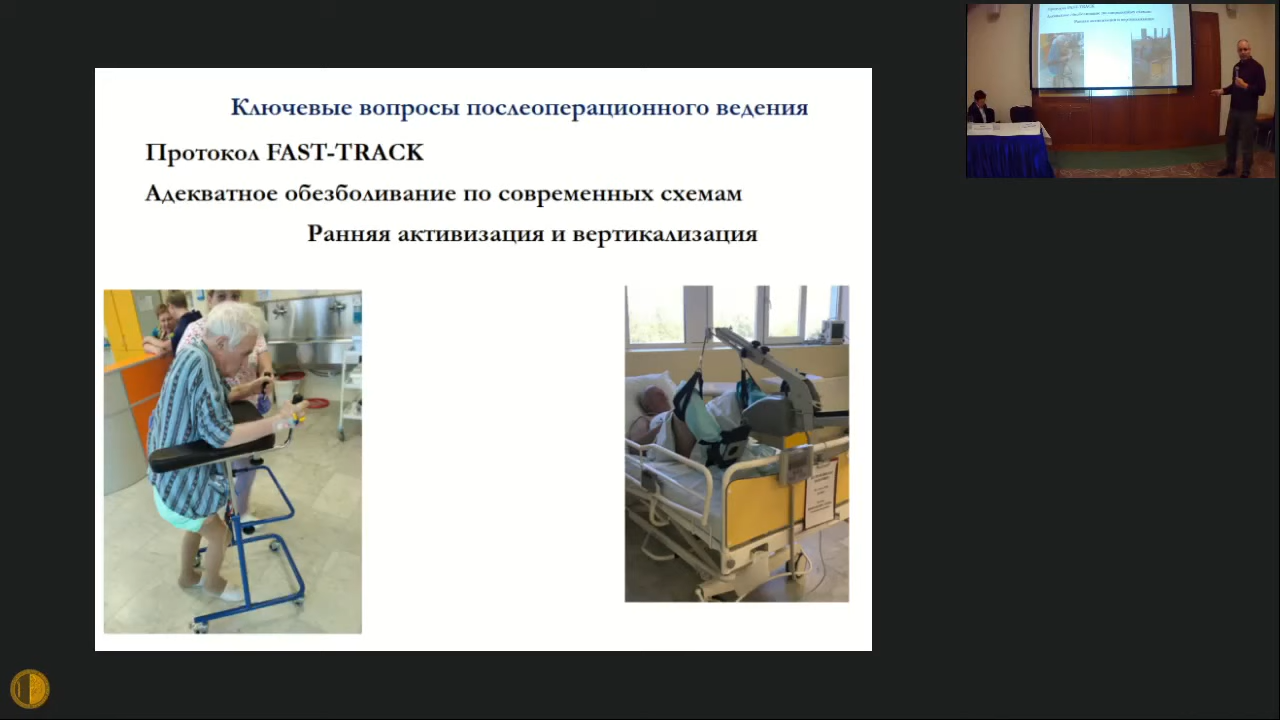 Ключевые вопросы послеоперационного ведения
Протокол FAST-TRACK
Адекватное обезболивание по современных схемам
Ранняя активизация и вертикализация